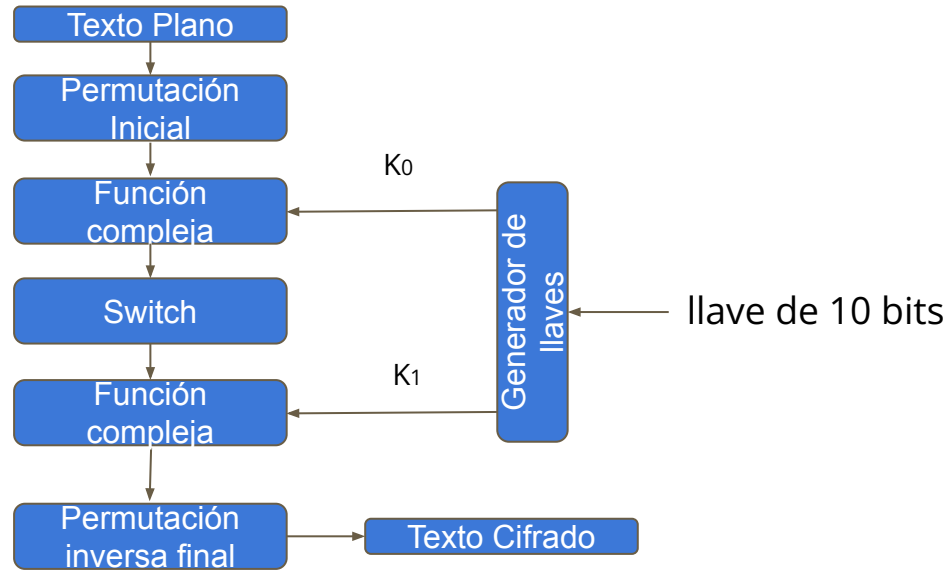 Texto Plano
Permutación
Inicial
K0
Función
compleja
Switch
Generador de
llaves
llave de 10 bits
K1
Función
compleja
Permutación
inversa final
Texto Cifrado